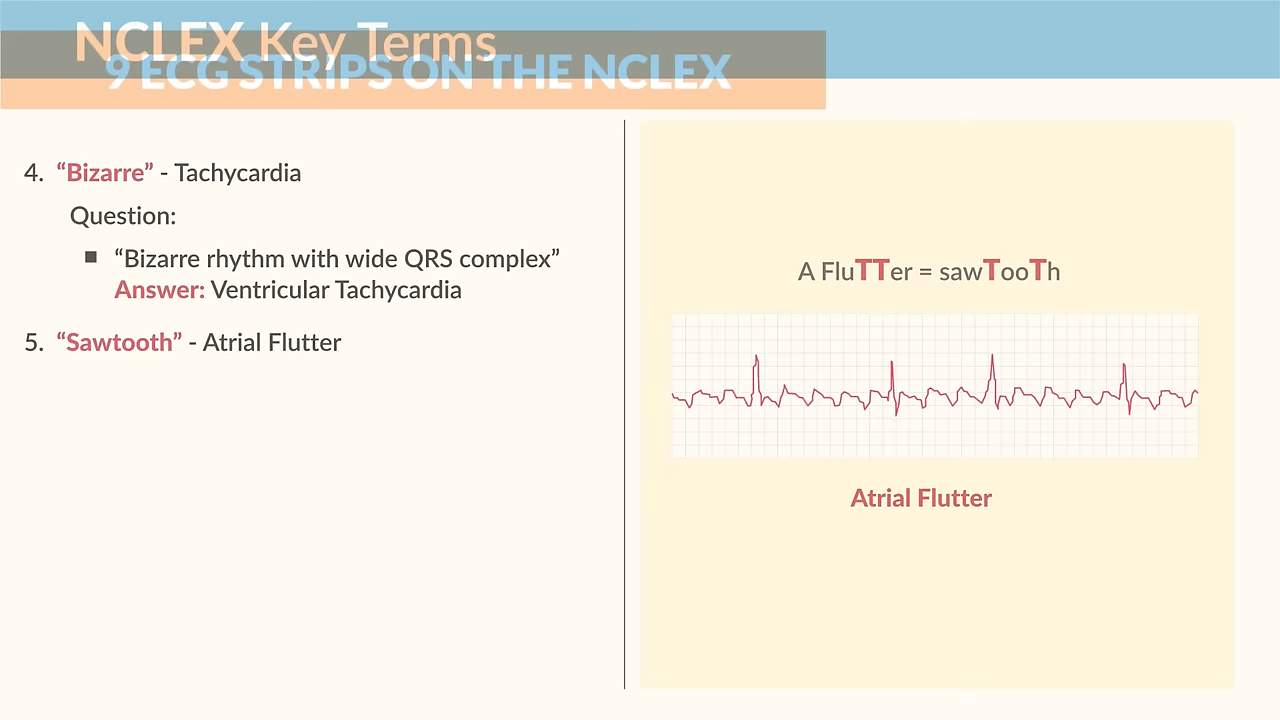 NCLEX Key Terms
9 ECG STRIPS ON THE NCLEX
4. “Bizarre” - Tachycardia
Question:
■ “Bizarre rhythm with wide QRS complex”
Answer: Ventricular Tachycardia
5. “Sawtooth” - Atrial Flutter
A FluTTer = sawTooTh
Atrial Flutter